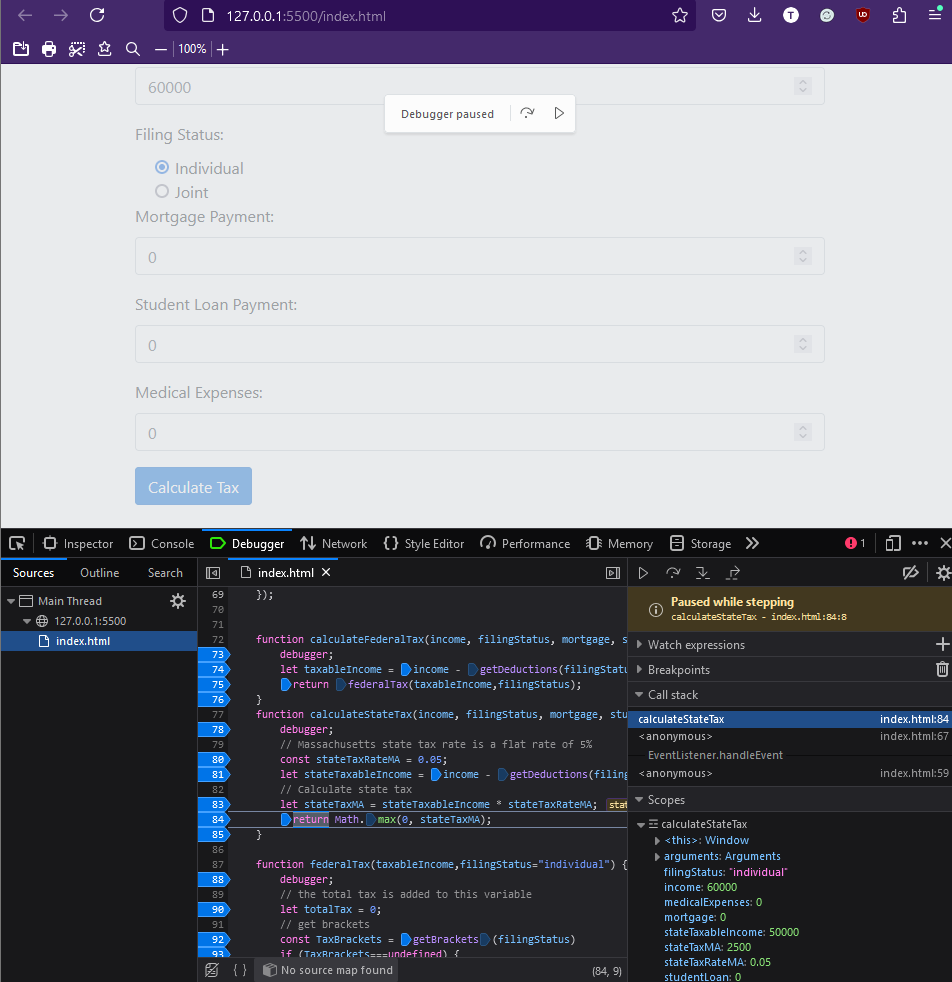 127.0.0.1:5500/index.html
T
UD
100%
60000
Debugger paused
Filing Status:
Individual
Joint
Mortgage Payment:
0
Student Loan Payment:
0
Medical Expenses:
0
Calculate Tax
Inspector
Console
Debugger
Network
Style Editor
Performance
Memory
Storage
1
Sources
Outline
Search
index.html
Main Thread
127.0.0.1:5500
index.html
69 });
70
71
72 function calculateFederalTax(income, filingStatus, mortgage, s
73 debugger;
74 let taxableIncome = income - getDeductions(filingStatu
75 return federalTax(taxableIncome,filingStatus);
76 }
77 function calculateStateTax(income, filingStatus, mortgage, stu
78 debugger;
79 // Massachusetts state tax rate is a flat rate of 5%
80 const stateTaxRateMA = 0.05;
81 let stateTaxableIncome = income - getDeductions(filing
82 // Calculate state tax
83 let stateTaxMA = stateTaxableIncome * stateTaxRateMA; stat
84 return Math.max(0, stateTaxMA);
85 }
86
87 function federalTax(taxableIncome,filingStatus="individual") {
88 debugger;
89 // the total tax is added to this variable
90 let totalTax = 0;
91 // get brackets
92 const TaxBrackets = getBrackets(filingStatus)
93 if (TaxBrackets===undefined) {
{ } No source map found
(84, 9)
Paused while stepping
calculateStateTax - index.html:84:8
Watch expressions
Breakpoints
Call stack
calculateStateTax index.html:84
<anonymous> index.html:67
EventListener.handleEvent
<anonymous> index.html:59
Scopes
calculateStateTax
<this>: Window
arguments: Arguments
filingStatus: "individual"
income: 60000
medicalExpenses: 0
mortgage: 0
stateTaxableIncome: 50000
stateTaxMA: 2500
stateTaxRateMA: 0.05
studentLoan: 0